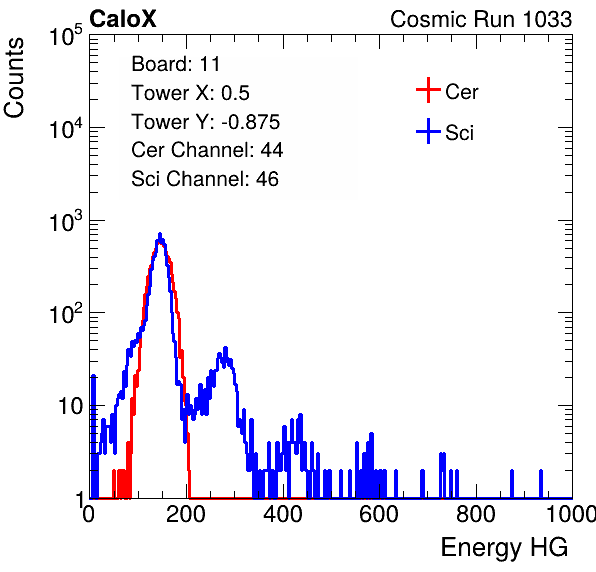 CaloX
Cosmic Run 1033
Counts
10^5
10^4
10^3
10^2
10
1
Board: 11
Tower X: 0.5
Tower Y: -0.875
Cer Channel: 44
Sci Channel: 46
Cer
Sci
0 200 400 600 800 1000
Energy HG